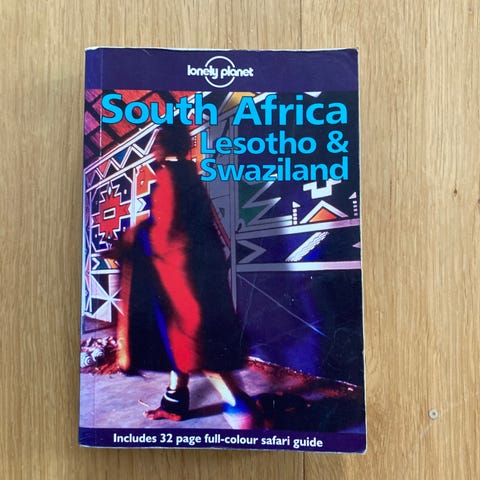 lonely planet
South Africa
Lesotho &
Swaziland
Includes 32 page full-colour safari guide